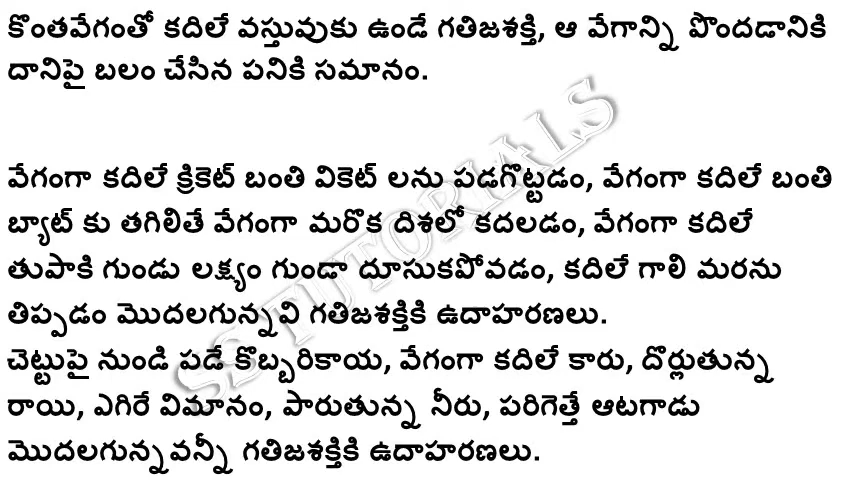 కొంతవేగంతో కదిలే వస్తువుకు ఉండే గతిజశక్తి, ఆ వేగాన్ని పొందడానికి
దానిపై బలం చేసిన పనికి సమానం.
వేగంగా కదిలే క్రికెట్ బంతి వికెట్ లను పడగొట్టడం, వేగంగా కదిలే బంతి
బ్యాట్ కు తగిలితే వేగంగా మరొక దిశలో కదలడం, వేగంగా కదిలే
తుపాకి గుండు లక్ష్యం గుండా దూసుకపోవడం, కదిలే గాలి మరను
తిప్పడం మొదలగున్నవి గతిజశక్తికి ఉదాహరణలు.
చెట్టుపై నుండి పడే కొబ్బరికాయ, వేగంగా కదిలే కారు, దొర్లుతున్న
రాయి, ఎగిరే విమానం, పారుతున్న నీరు, పరిగెత్తే ఆటగాడు
మొదలగున్నవన్నీ గతిజశక్తికి ఉదాహరణలు.
SS TUTORIALS